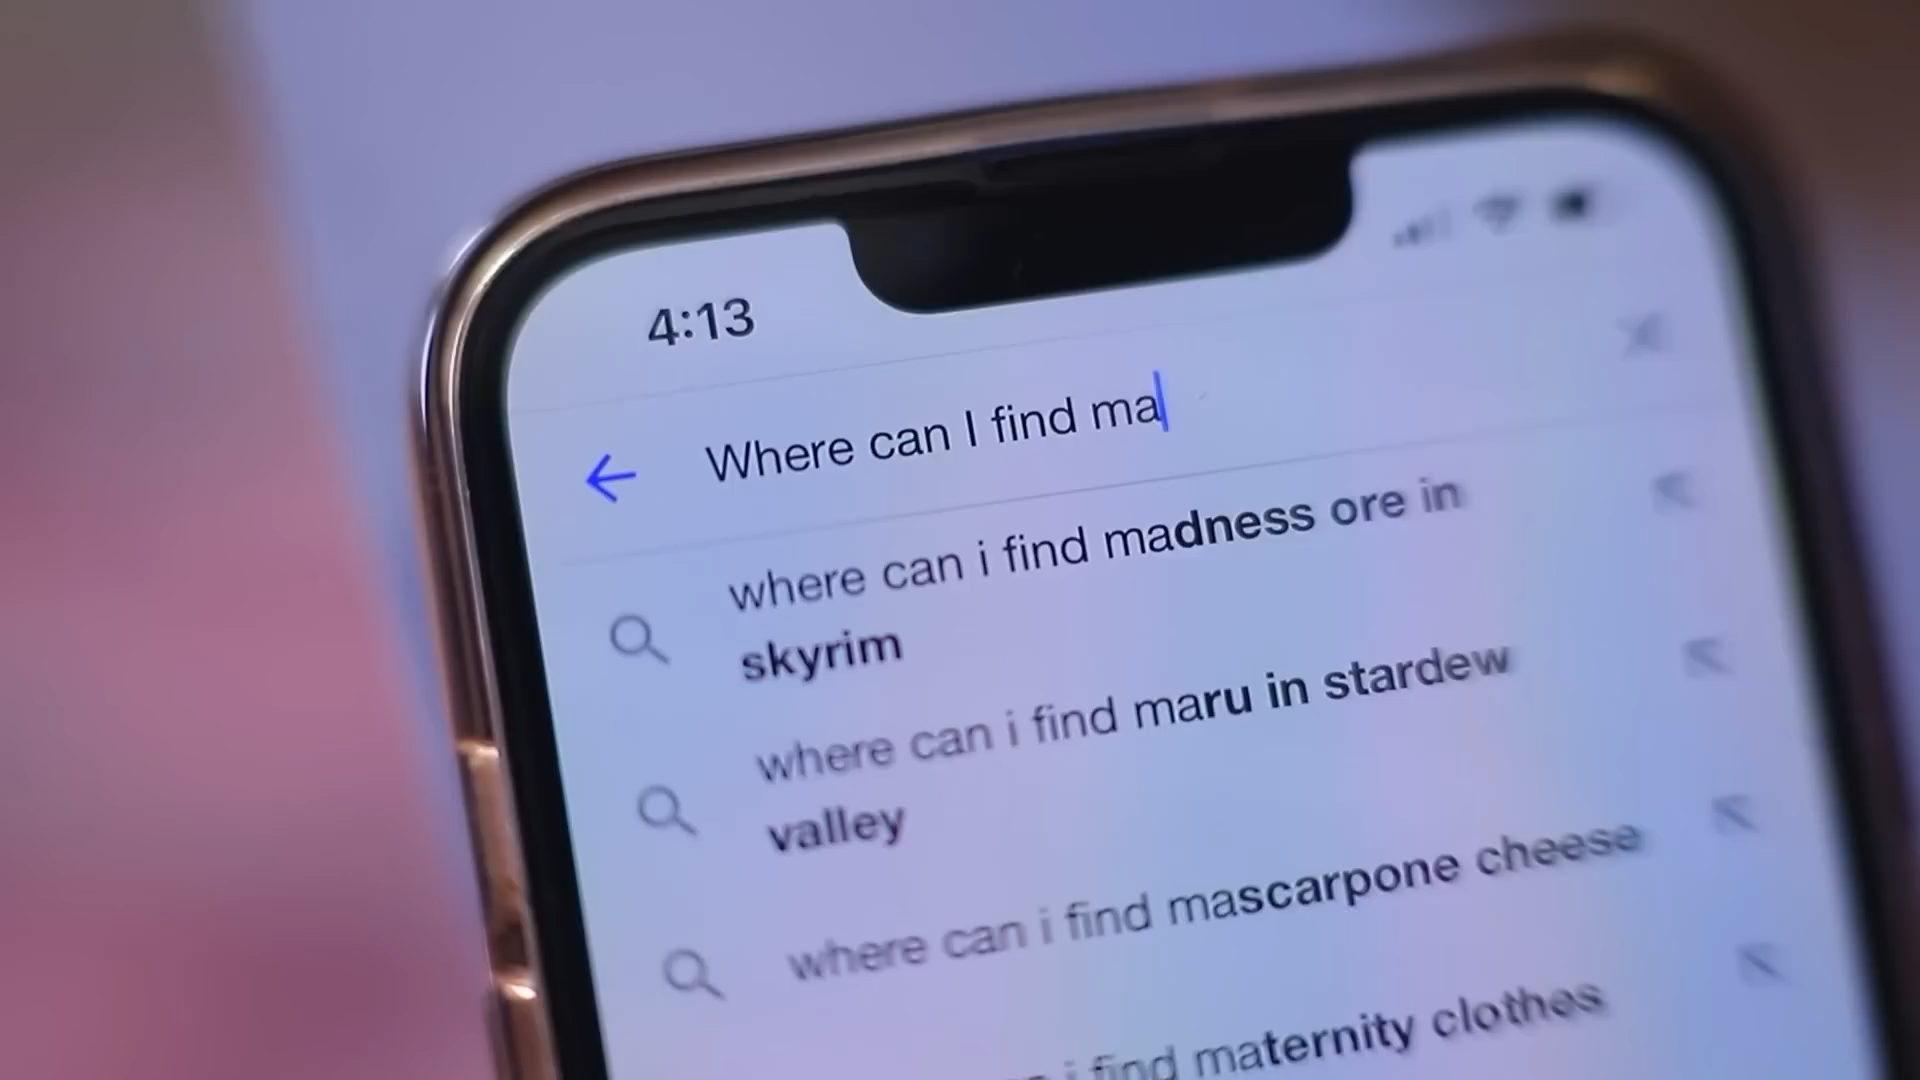 4:13
Where can I find ma
where can i find madness ore in
skyrim
where can i find maru in stardew
valley
where can i find mascarpone cheese
i find maternity clothes